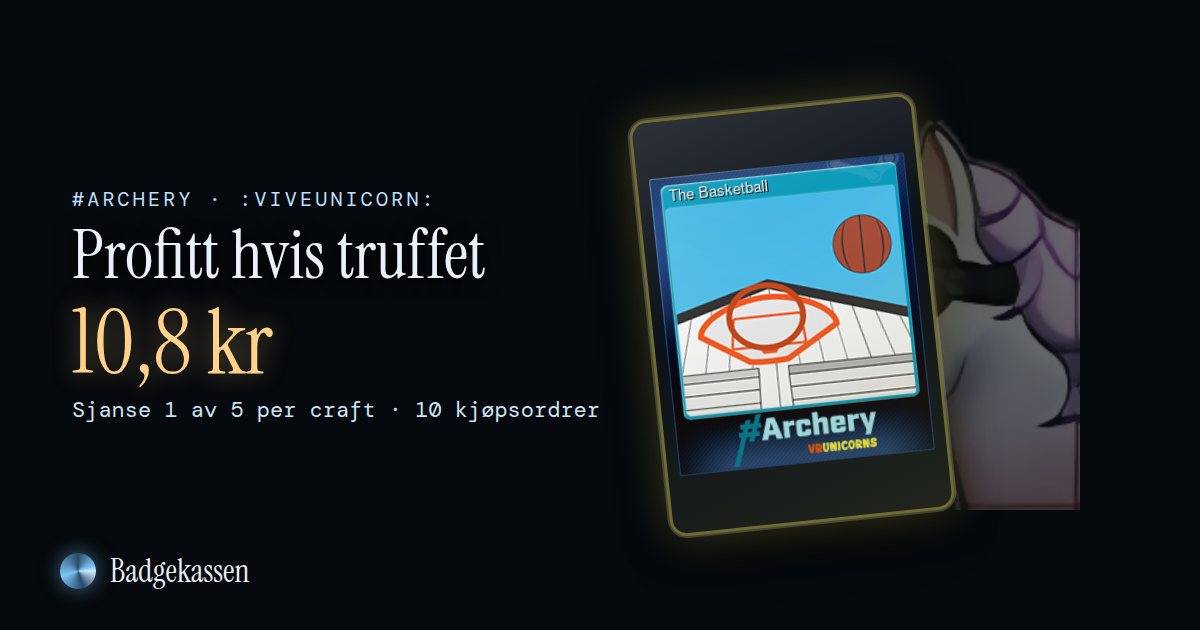 #ARCHERY · :VIVEUNICORN:
Profitt hvis truffet
10,8 kr
Sjanse 1 av 5 per craft · 10 kjøpsordrer
The Basketball
#Archery
VRUNICORNS
Badgekassen